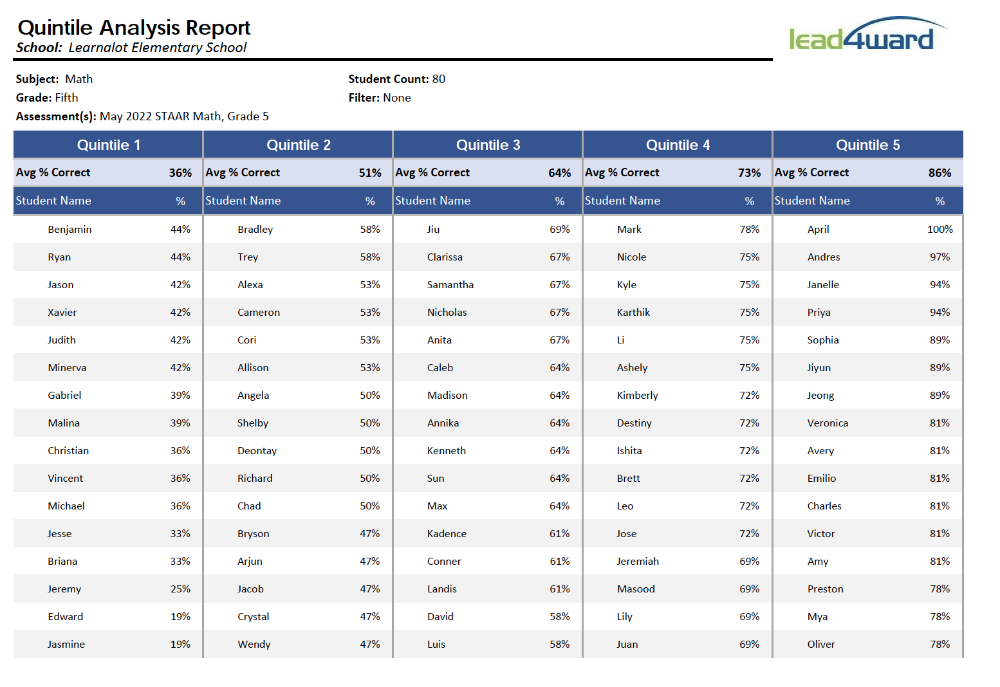 Quintile Analysis Report
School: Learnalot Elementary School
lead4ward
Subject: Math Student Count: 80
Grade: Fifth Filter: None
Assessment(s): May 2022 STAAR Math, Grade 5
Quintile 1 Quintile 2 Quintile 3 Quintile 4 Quintile 5
Avg % Correct 36% Avg % Correct 51% Avg % Correct 64% Avg % Correct 73% Avg % Correct 86%
Student Name % Student Name % Student Name % Student Name % Student Name %
Benjamin 44% Bradley 58% Jiu 69% Mark 78% April 100%
Ryan 44% Trey 58% Clarissa 67% Nicole 75% Andres 97%
Jason 42% Alexa 53% Samantha 67% Kyle 75% Janelle 94%
Xavier 42% Cameron 53% Nicholas 67% Karthik 75% Priya 94%
Judith 42% Cori 53% Anita 67% Li 75% Sophia 89%
Minerva 42% Allison 53% Caleb 64% Ashely 75% Jiyun 89%
Gabriel 39% Angela 50% Madison 64% Kimberly 72% Jeong 89%
Malina 39% Shelby 50% Annika 64% Destiny 72% Veronica 81%
Christian 36% Deontay 50% Kenneth 64% Ishita 72% Avery 81%
Vincent 36% Richard 50% Sun 64% Brett 72% Emilio 81%
Michael 36% Chad 50% Max 64% Leo 72% Charles 81%
Jesse 33% Bryson 47% Kadence 61% Jose 72% Victor 81%
Briana 33% Arjun 47% Conner 61% Jeremiah 69% Amy 81%
Jeremy 25% Jacob 47% Landis 61% Masood 69% Preston 78%
Edward 19% Crystal 47% David 58% Lily 69% Mya 78%
Jasmine 19% Wendy 47% Luis 58% Juan 69% Oliver 78%